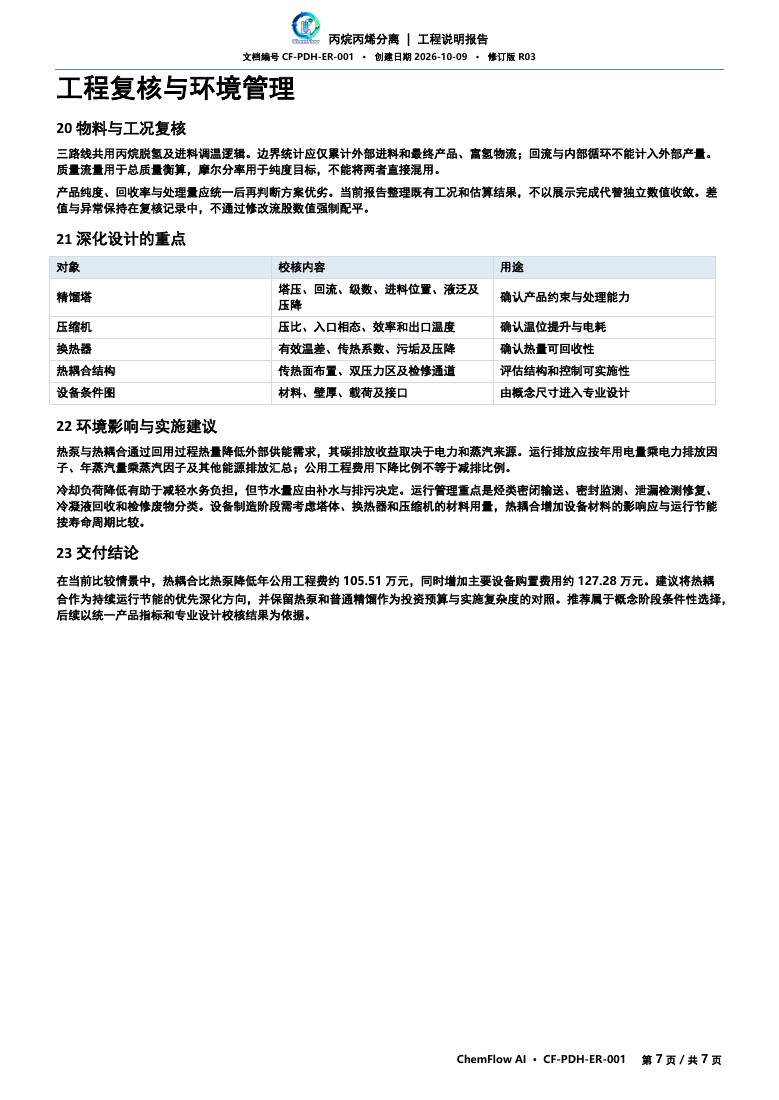 ChemFlow
丙烷丙烯分离 | 工程说明报告
文档编号 CF-PDH-ER-001 • 创建日期 2026-10-09 • 修订版 R03
工程复核与环境管理
20 物料与工况复核
三路线共用丙烷脱氢及进料调温逻辑。边界统计应仅累计外部进料和最终产品、富氢物流；回流与内部循环不能计入外部产量。
质量流量用于总质量衡算，摩尔分率用于纯度目标，不能将两者直接混用。
产品纯度、回收率与处理量应统一后再判断方案优劣。当前报告整理既有工况和估算结果，不以展示完成代替独立数值收敛。差
值与异常保持在复核记录中，不通过修改流股数值强制配平。
21 深化设计的重点
对象 校核内容 用途
精馏塔 塔压、回流、级数、进料位置、液泛及 确认产品约束与处理能力
压降
压缩机 压比、入口相态、效率和出口温度 确认温位提升与电耗
换热器 有效温差、传热系数、污垢及压降 确认热量可回收性
热耦合结构 传热面布置、双压力区及检修通道 评估结构和控制可实施性
设备条件图 材料、壁厚、载荷及接口 由概念尺寸进入专业设计
22 环境影响与实施建议
热泵与热耦合通过回用过程热量降低外部供能需求，其碳排放收益取决于电力和蒸汽来源。运行排放应按年用电量乘电力排放因
子、年蒸汽量乘蒸汽因子及其他能源排放汇总；公用工程费用下降比例不等于减排比例。
冷却负荷降低有助于减轻水务负担，但节水量应由补水与排污决定。运行管理重点是烃类密闭输送、密封监测、泄漏检测修复、
冷凝液回收和检修废物分类。设备制造阶段需考虑塔体、换热器和压缩机的材料用量，热耦合增加设备材料的影响应与运行节能
按寿命周期比较。
23 交付结论
在当前比较情景中，热耦合比热泵降低年公用工程费约 105.51 万元，同时增加主要设备购置费用约 127.28 万元。建议将热耦
合作为持续运行节能的优先深化方向，并保留热泵和普通精馏作为投资预算与实施复杂度的对照。推荐属于概念阶段条件性选择，
后续以统一产品指标和专业设计校核结果为依据。
ChemFlow AI • CF-PDH-ER-001 第 7 页 / 共 7 页